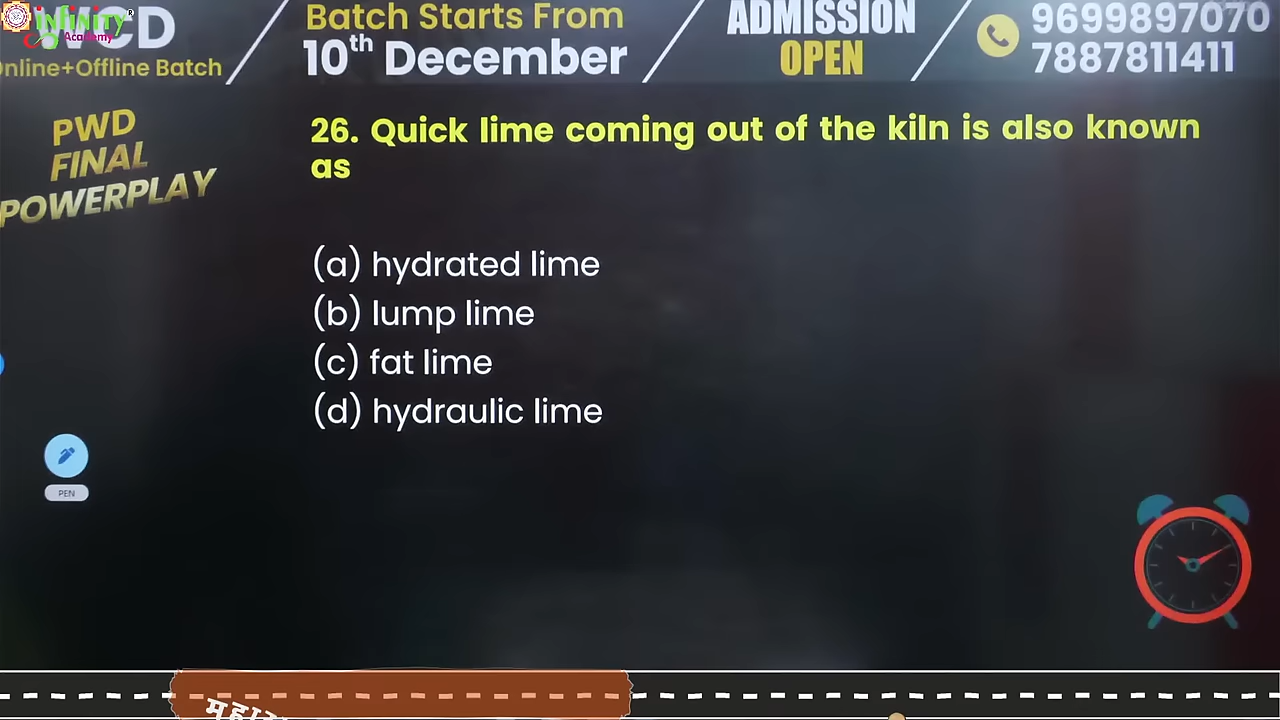 infinity
Academy
WCD
Online+Offline Batch
Batch Starts From
10th December
ADMISSION
OPEN
9699897070
7887811411
PWD
FINAL
POWERPLAY
26. Quick lime coming out of the kiln is also known
as
(a) hydrated lime
(b) lump lime
(c) fat lime
(d) hydraulic lime
PEN